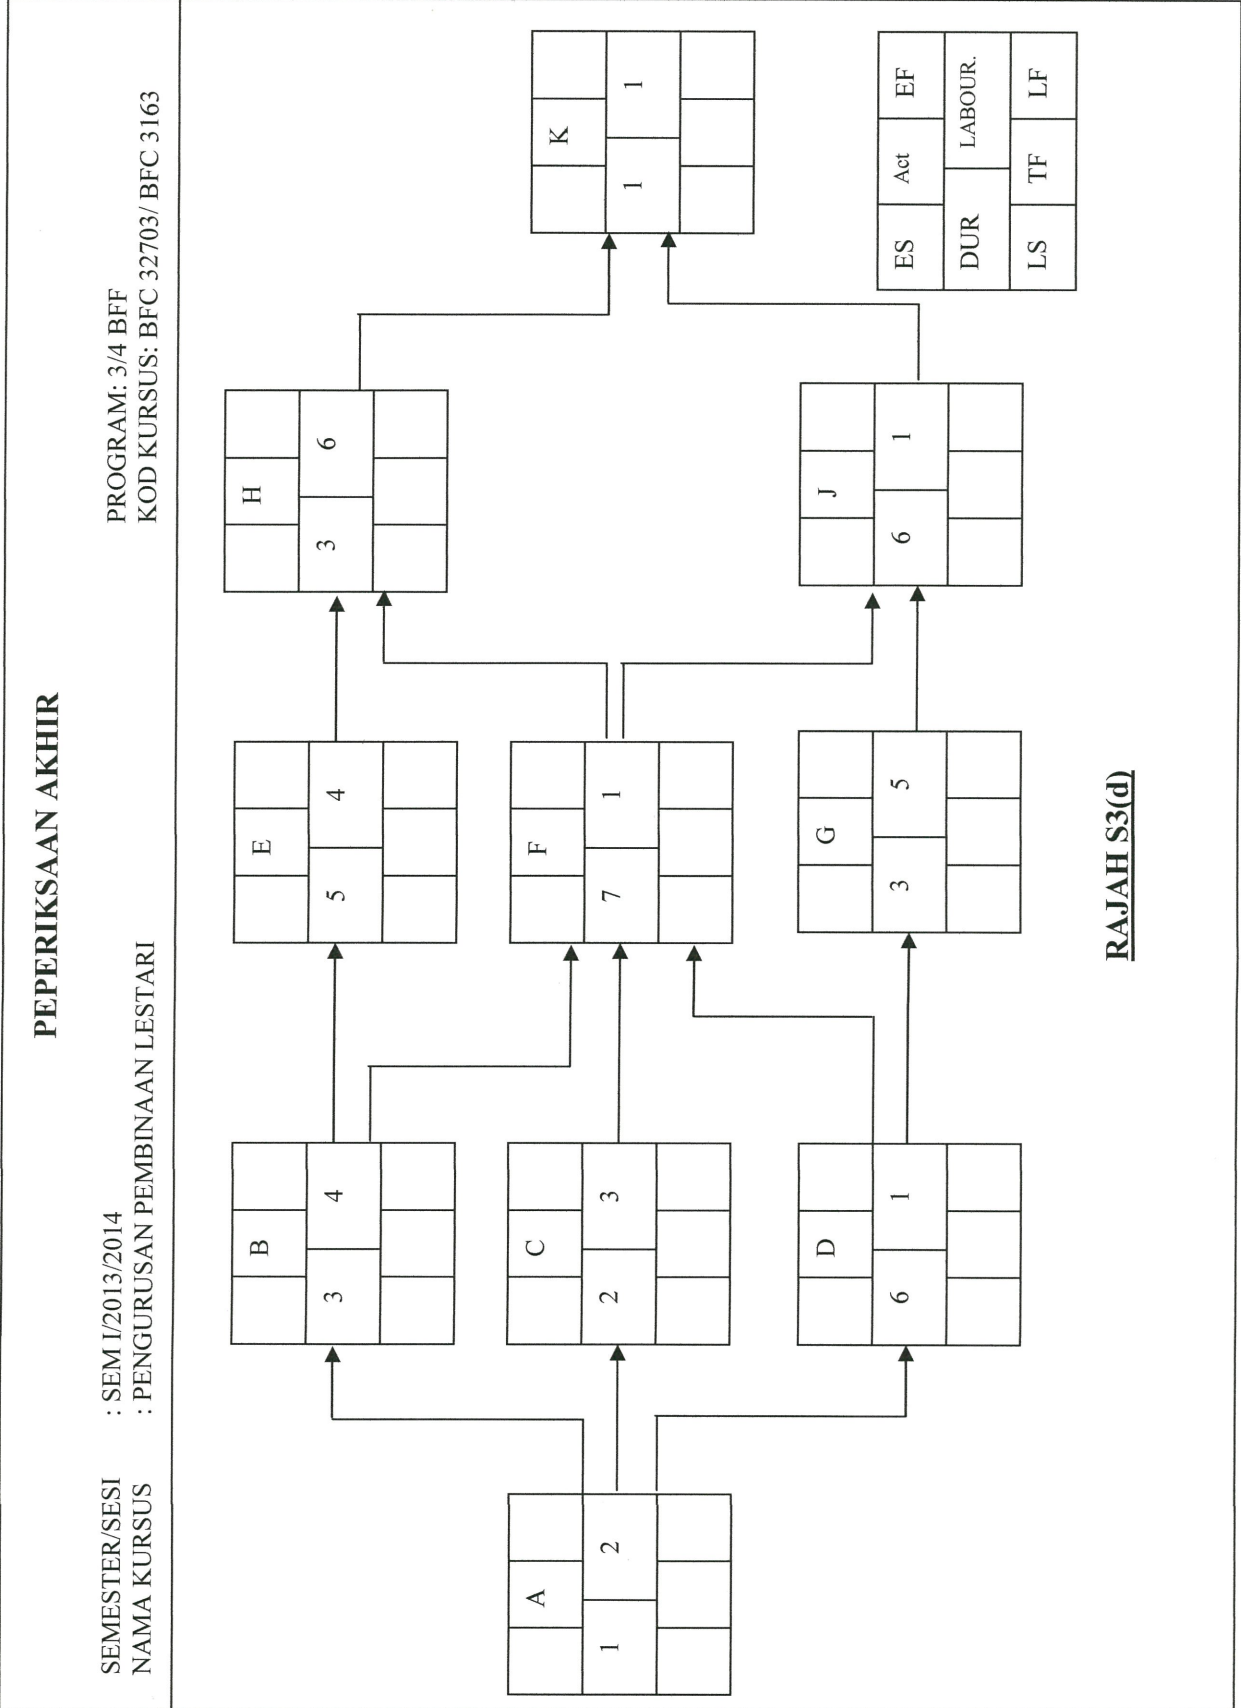 PEPERIKSAAN AKHIR
SEMESTER/SESI : SEM I/2013/2014 PROGRAM: 3/4 BFF
NAMA KURSUS : PENGURUSAN PEMBINAAN LESTARI KOD KURSUS: BFC 32703/ BFC 3163
A
1 2
B
3 4
C
2 3
D
6 1
E
5 4
F
7 1
G
3 5
H
3 6
J
6 1
K
1 1
ES Act EF
DUR LABOUR.
LS TF LF
RAJAH S3(d)